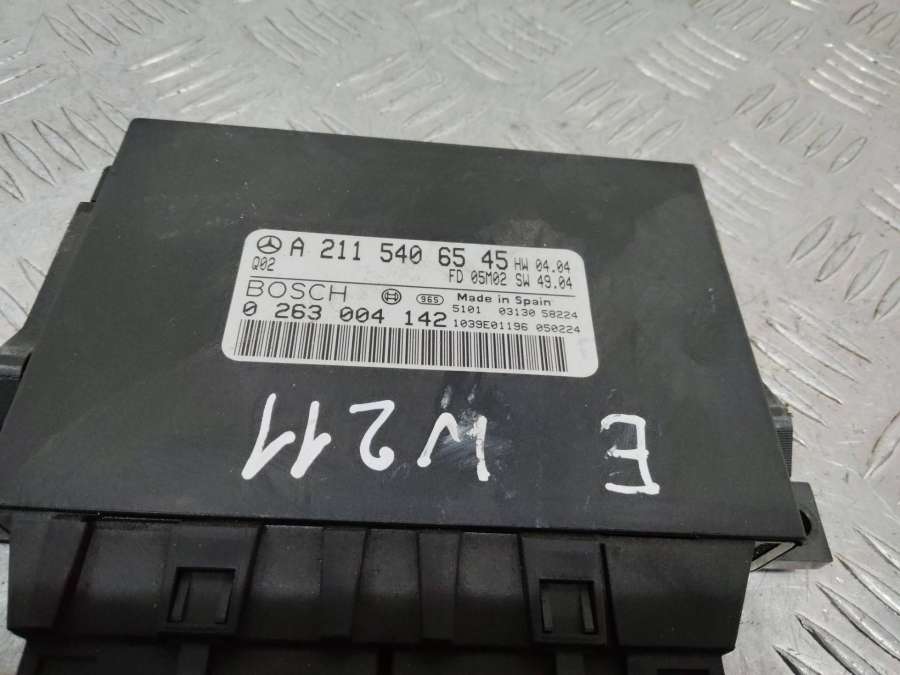 A 211 540 65 45 HW 04.04
Q02 FD 05M02 SW 49.04
BOSCH 965 Made in Spain
5101 03130 58224
0 263 004 142 1039E01196 050224
E W211